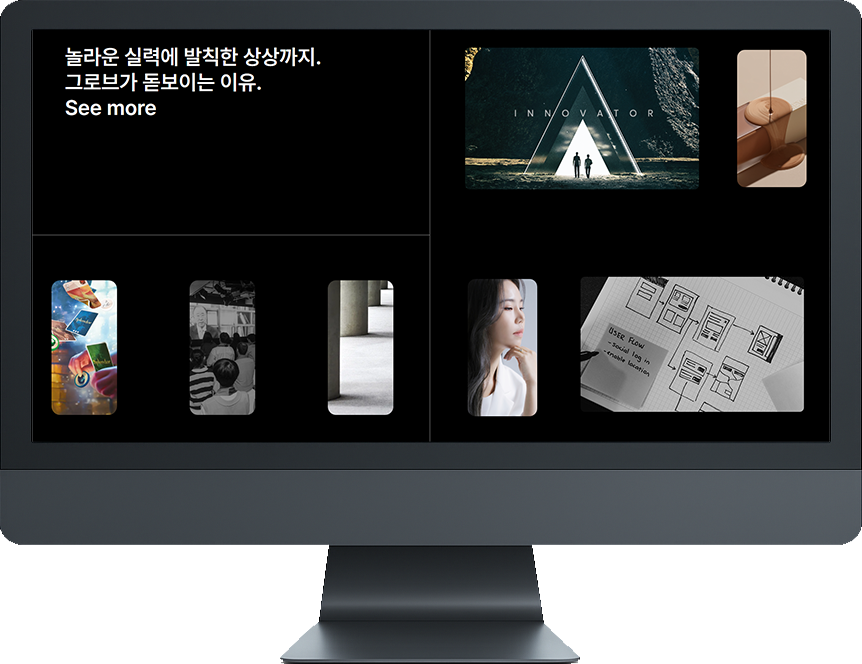 놀라운 실력에 발칙한 상상까지.
그로브가 돋보이는 이유.
See more
INNOVATOR
USER FLOW
- social log in
- enable location